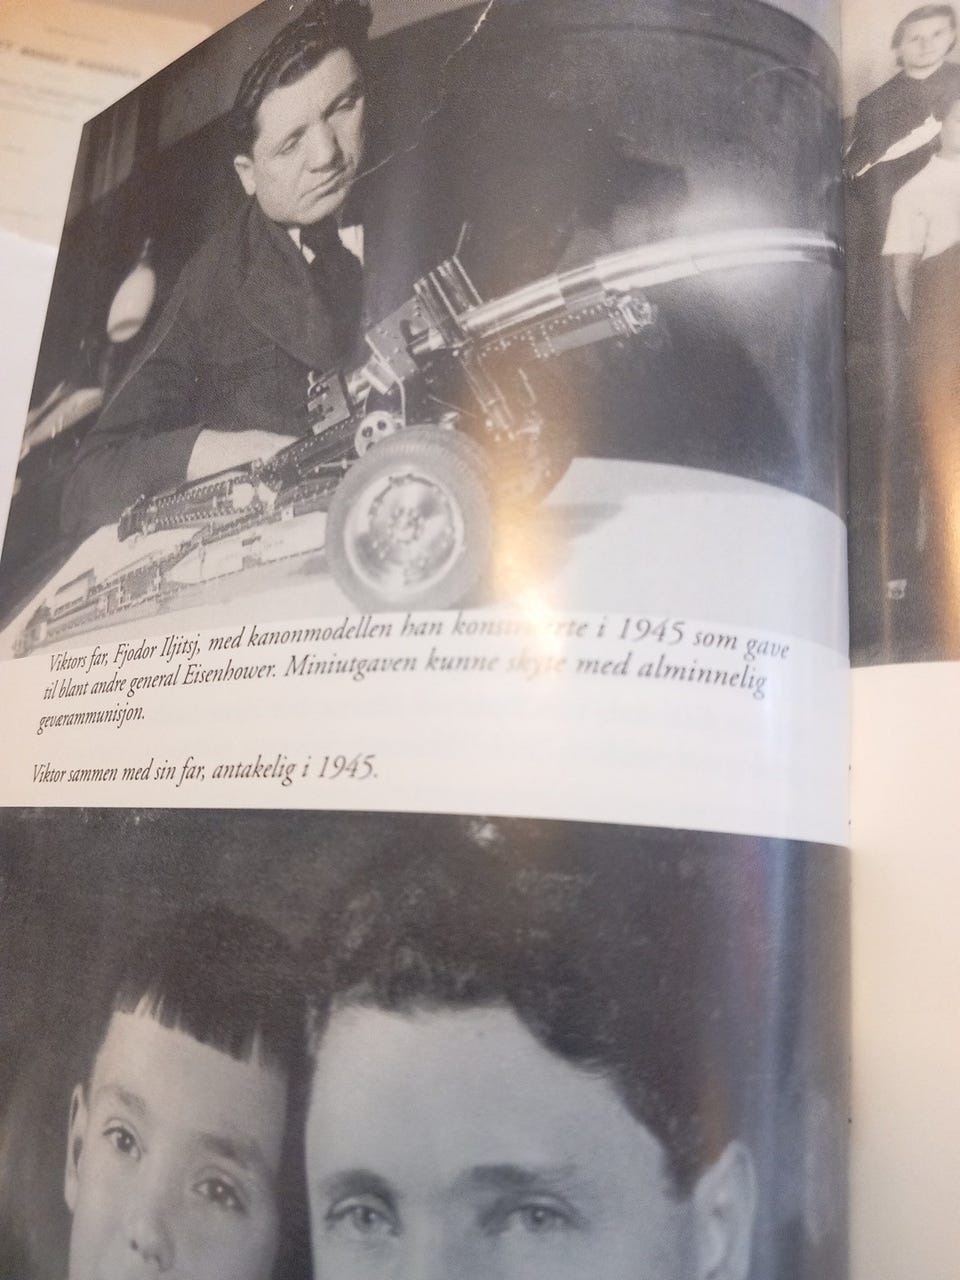 Viktors far, Fjodor Iljitsj, med kanonmodellen han konstruerte i 1945 som gave
til blant andre general Eisenhower. Miniutgaven kunne skyte med alminnelig
geværammunisjon.
Viktor sammen med sin far, antakelig i 1945.